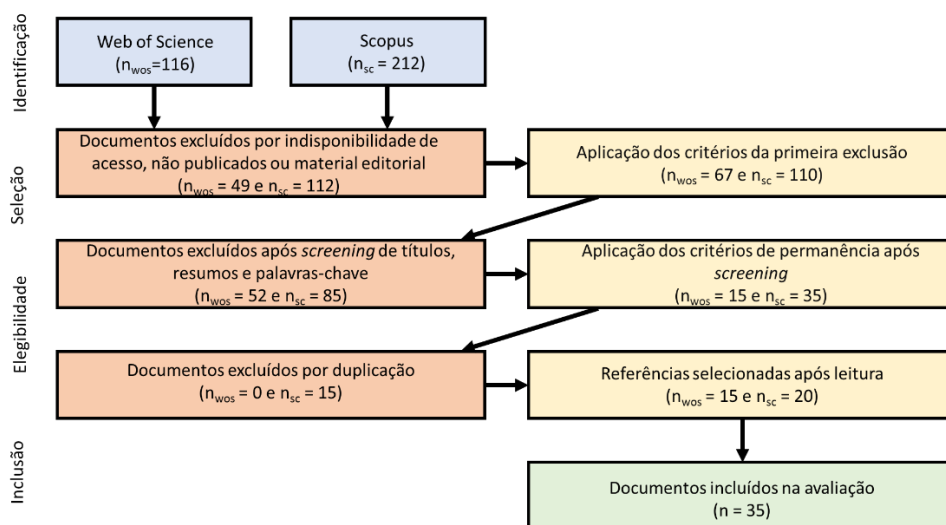 Identificação
Web of Science
(nwos=116)
Scopus
(nsc = 212)
Seleção
Documentos excluídos por indisponibilidade de
acesso, não publicados ou material editorial
(nwos = 49 e nsc = 112)
Aplicação dos critérios da primeira exclusão
(nwos = 67 e nsc = 110)
Elegibilidade
Documentos excluídos após screening de títulos,
resumos e palavras-chave
(nwos = 52 e nsc = 85)
Aplicação dos critérios de permanência após
screening
(nwos = 15 e nsc = 35)
Documentos excluídos por duplicação
(nwos = 0 e nsc = 15)
Referências selecionadas após leitura
(nwos = 15 e nsc = 20)
Inclusão
Documentos incluídos na avaliação
(n = 35)